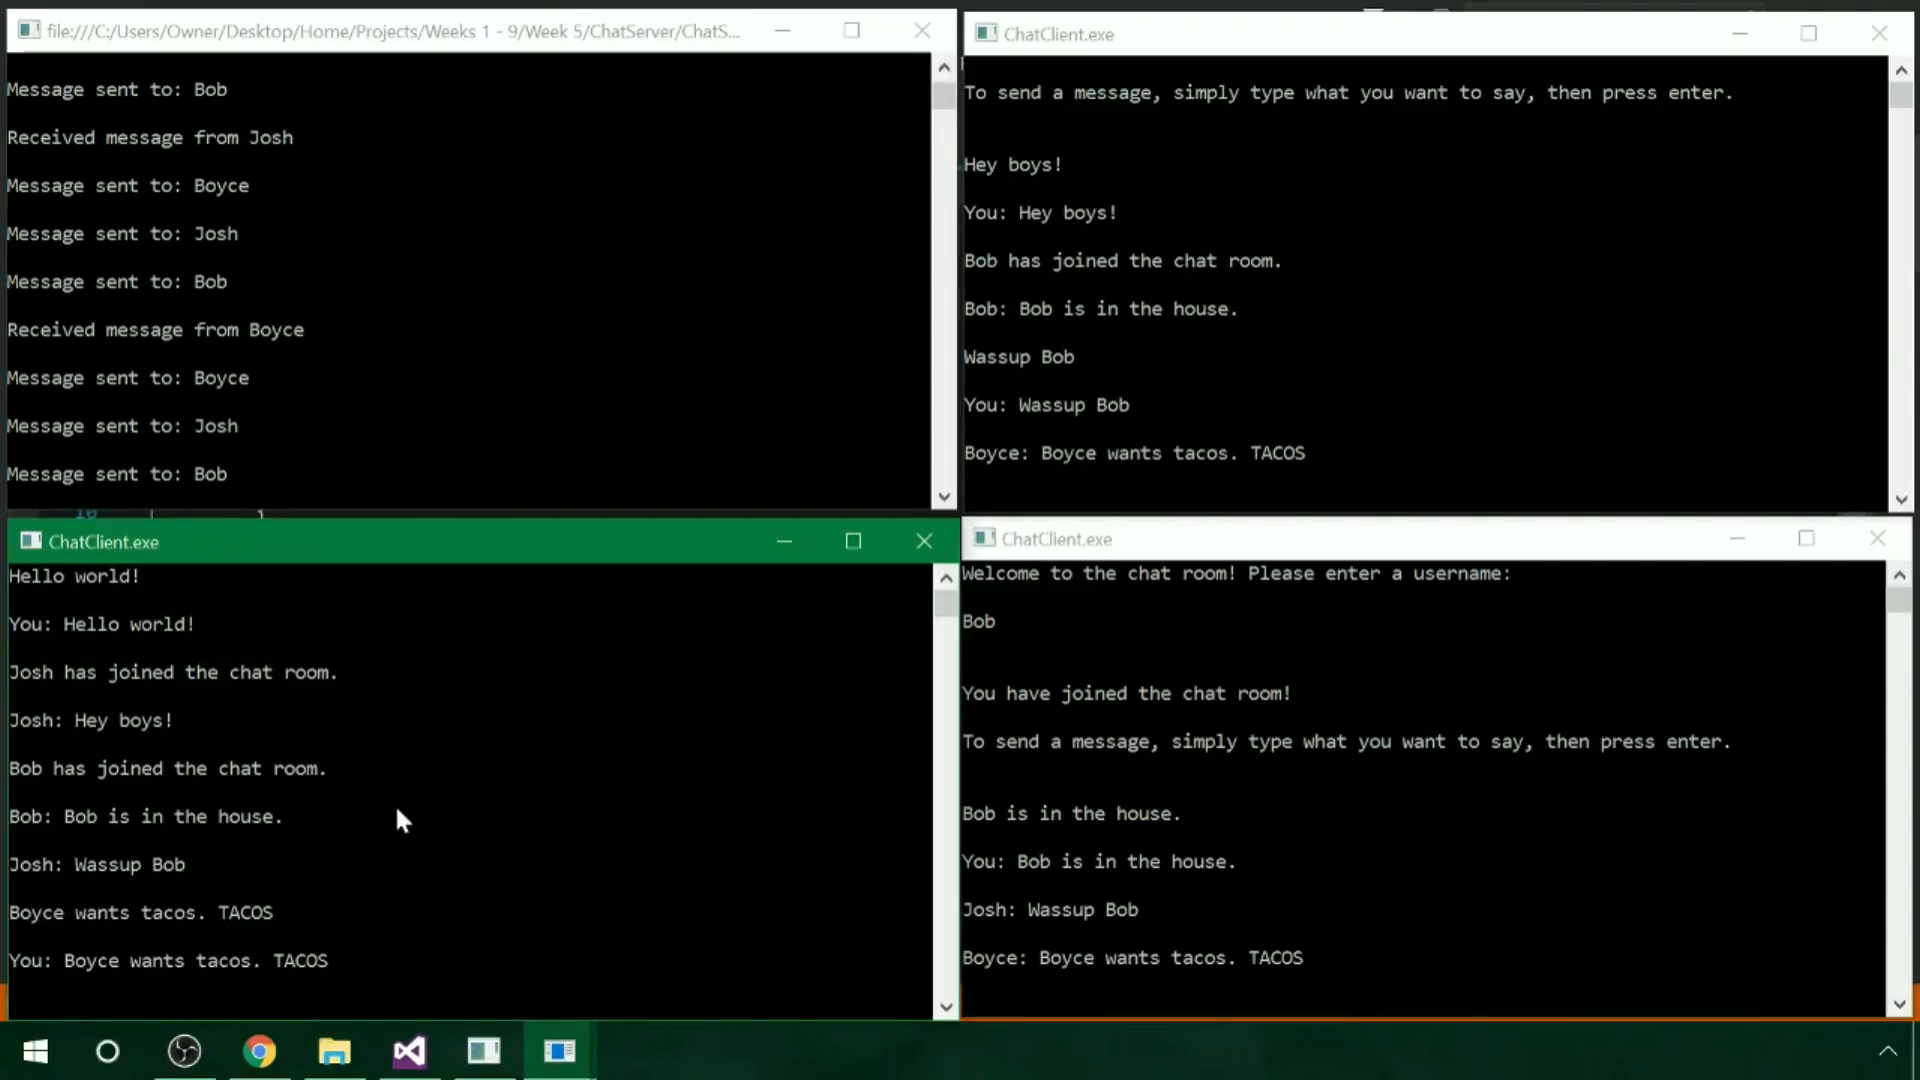 file:///C:/Users/Owner/Desktop/Home/Projects/Weeks 1 - 9/Week 5/ChatServer/ChatS...
Message sent to: Bob
Received message from Josh
Message sent to: Boyce
Message sent to: Josh
Message sent to: Bob
Received message from Boyce
Message sent to: Boyce
Message sent to: Josh
Message sent to: Bob
ChatClient.exe
To send a message, simply type what you want to say, then press enter.
Hey boys!
You: Hey boys!
Bob has joined the chat room.
Bob: Bob is in the house.
Wassup Bob
You: Wassup Bob
Boyce: Boyce wants tacos. TACOS
ChatClient.exe
Hello world!
You: Hello world!
Josh has joined the chat room.
Josh: Hey boys!
Bob has joined the chat room.
Bob: Bob is in the house.
Josh: Wassup Bob
Boyce wants tacos. TACOS
You: Boyce wants tacos. TACOS
ChatClient.exe
Welcome to the chat room! Please enter a username:
Bob
You have joined the chat room!
To send a message, simply type what you want to say, then press enter.
Bob is in the house.
You: Bob is in the house.
Josh: Wassup Bob
Boyce: Boyce wants tacos. TACOS